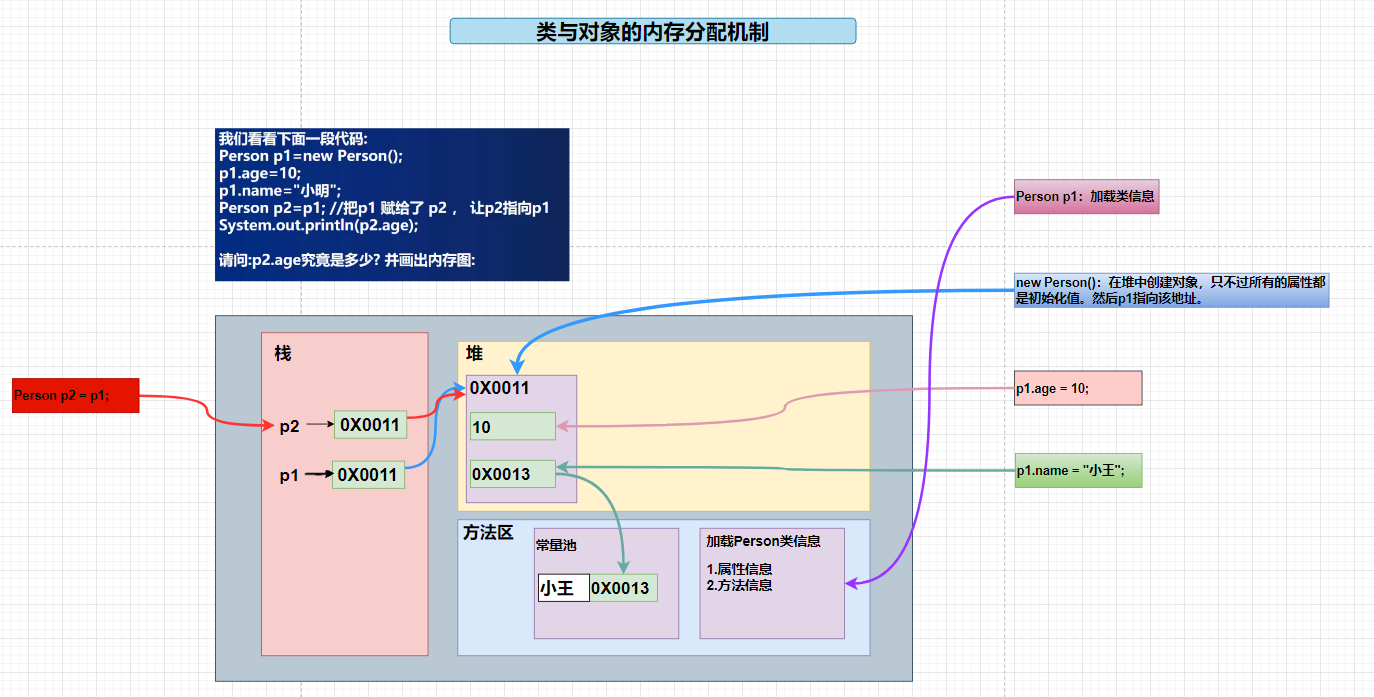 类与对象的内存分配机制
我们看看下面一段代码:
Person p1=new Person();
p1.age=10;
p1.name="小明";
Person p2=p1; //把p1 赋给了 p2 ， 让p2指向p1
System.out.println(p2.age);
请问:p2.age究竟是多少? 并画出内存图:
Person p1：加载类信息
new Person()：在堆中创建对象，只不过所有的属性都
是初始化值。然后p1指向该地址。
p1.age = 10;
p1.name = "小王";
Person p2 = p1;
栈
p2
0X0011
p1
0X0011
堆
0X0011
10
0X0013
方法区
常量池
小王
0X0013
加载Person类信息
1.属性信息
2.方法信息